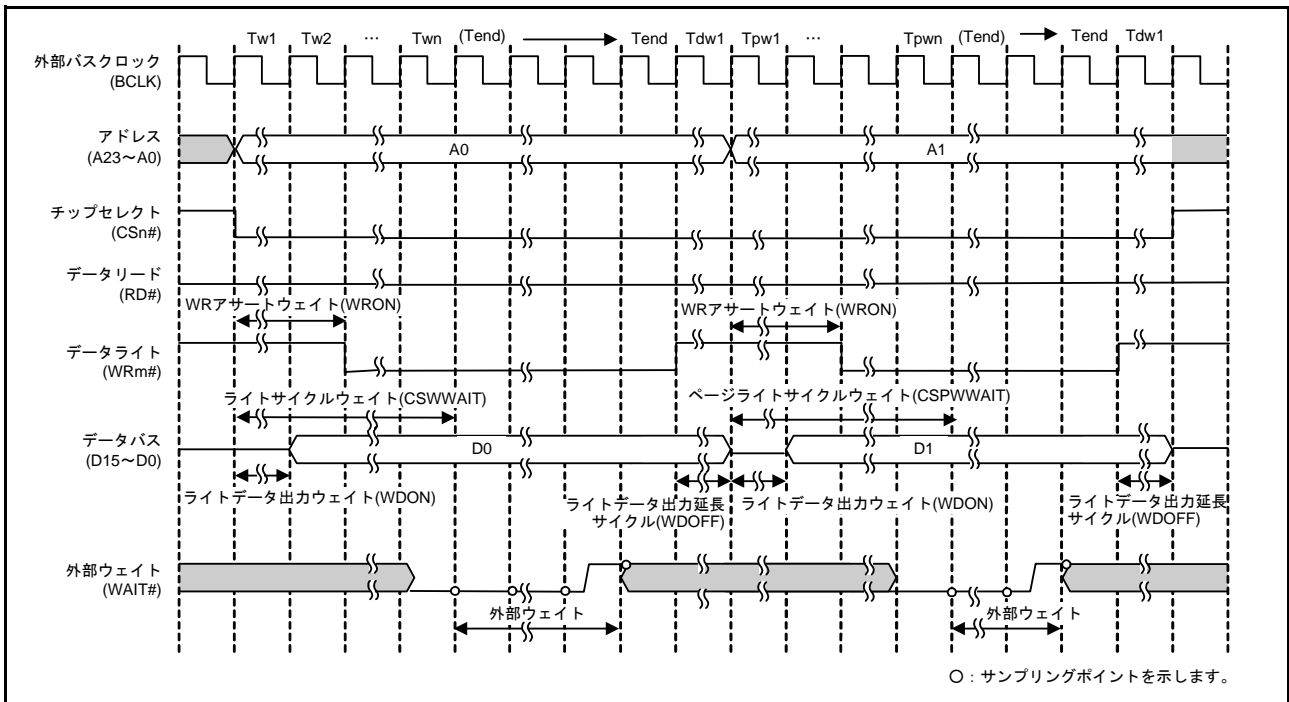 Tw1 Tw2 … Twn (Tend) Tend Tdw1 Tpw1 … Tpwn (Tend) Tend Tdw1
外部バスクロック
(BCLK)
アドレス
(A23～A0)
A0
A1
チップセレクト
(CSn#)
データリード
(RD#)
WRアサートウェイト(WRON)
WRアサートウェイト(WRON)
データライト
(WRm#)
ライトサイクルウェイト(CSWWAIT)
ページライトサイクルウェイト(CSPWWAIT)
データバス
(D15～D0)
D0
D1
ライトデータ出力ウェイト(WDON)
ライトデータ出力延長
サイクル(WDOFF)
ライトデータ出力ウェイト(WDON)
ライトデータ出力延長
サイクル(WDOFF)
外部ウェイト
(WAIT#)
外部ウェイト
外部ウェイト
○：サンプリングポイントを示します。